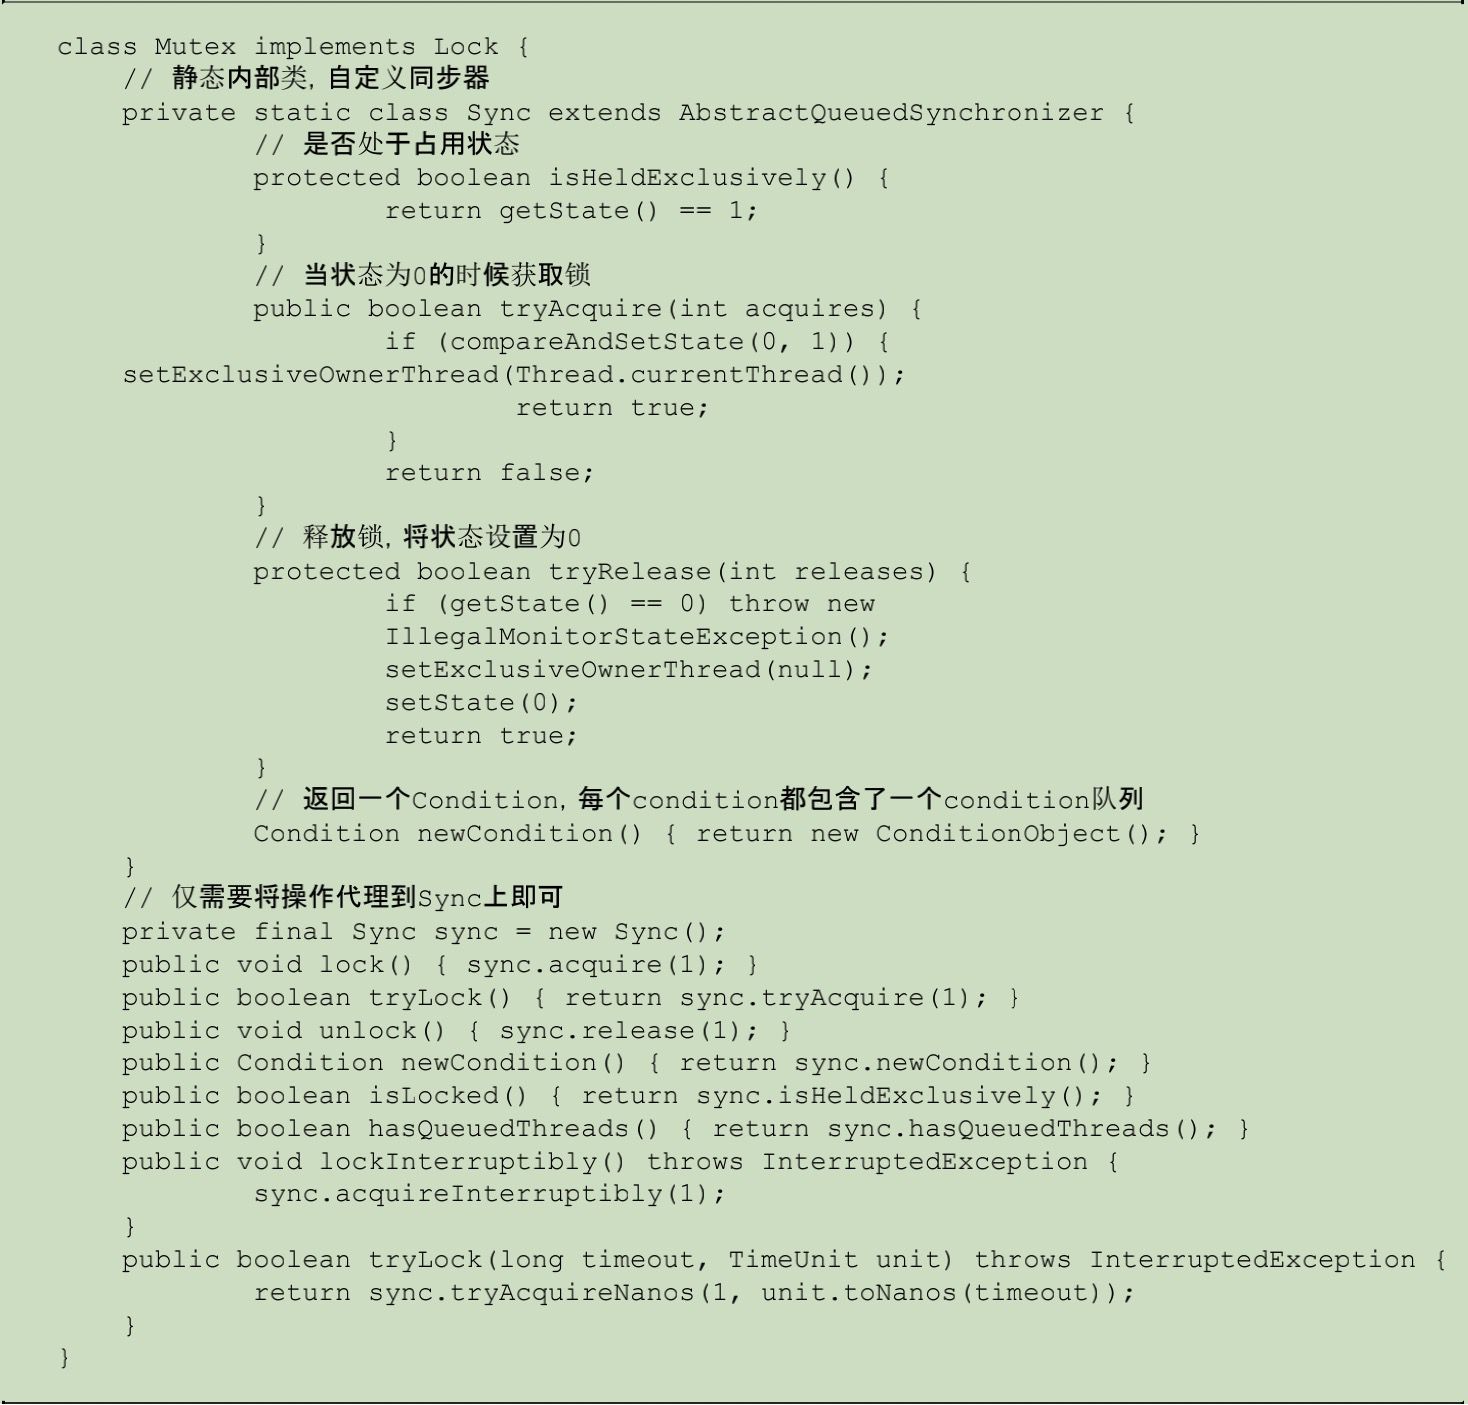 class Mutex implements Lock {
// 静态内部类,自定义同步器
private static class Sync extends AbstractQueuedSynchronizer {
// 是否处于占用状态
protected boolean isHeldExclusively() {
return getState() == 1;
}
// 当状态为0的时候获取锁
public boolean tryAcquire(int acquires) {
if (compareAndSetState(0, 1)) {
setExclusiveOwnerThread(Thread.currentThread());
return true;
}
return false;
}
// 释放锁,将状态设置为0
protected boolean tryRelease(int releases) {
if (getState() == 0) throw new
IllegalMonitorStateException();
setExclusiveOwnerThread(null);
setState(0);
return true;
}
// 返回一个Condition,每个condition都包含了一个condition队列
Condition newCondition() { return new ConditionObject(); }
}
// 仅需要将操作代理到Sync上即可
private final Sync sync = new Sync();
public void lock() { sync.acquire(1); }
public boolean tryLock() { return sync.tryAcquire(1); }
public void unlock() { sync.release(1); }
public Condition newCondition() { return sync.newCondition(); }
public boolean isLocked() { return sync.isHeldExclusively(); }
public boolean hasQueuedThreads() { return sync.hasQueuedThreads(); }
public void lockInterruptibly() throws InterruptedException {
sync.acquireInterruptibly(1);
}
public boolean tryLock(long timeout, TimeUnit unit) throws InterruptedException {
return sync.tryAcquireNanos(1, unit.toNanos(timeout));
}
}